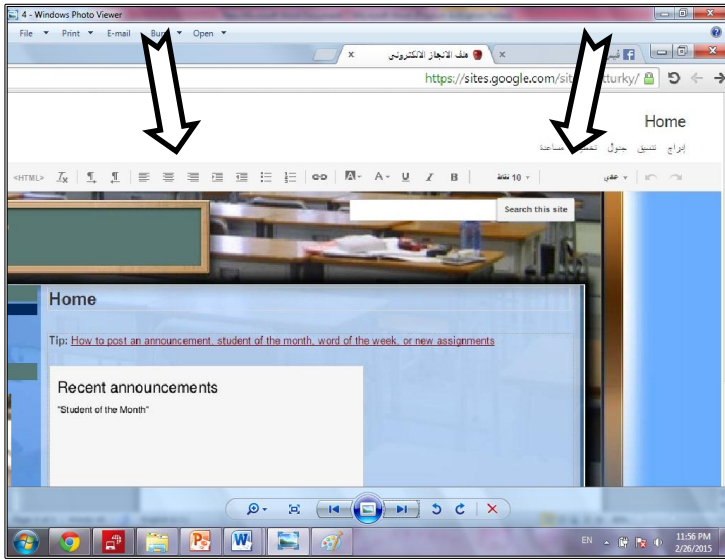 4 - Windows Photo Viewer
File Print E-mail Open
ملف الانجاز الالكتروني
https://sites.google.com/
Home
إدراج تنسيق جدول مساعدة
<HTML> A A U I B 10 نقاط
Search this site
Home
Tip: How to post an announcement, student of the month, word of the week, or new assignments
Recent announcements
"Student of the Month"
EN
11:56 PM
2/26/2015